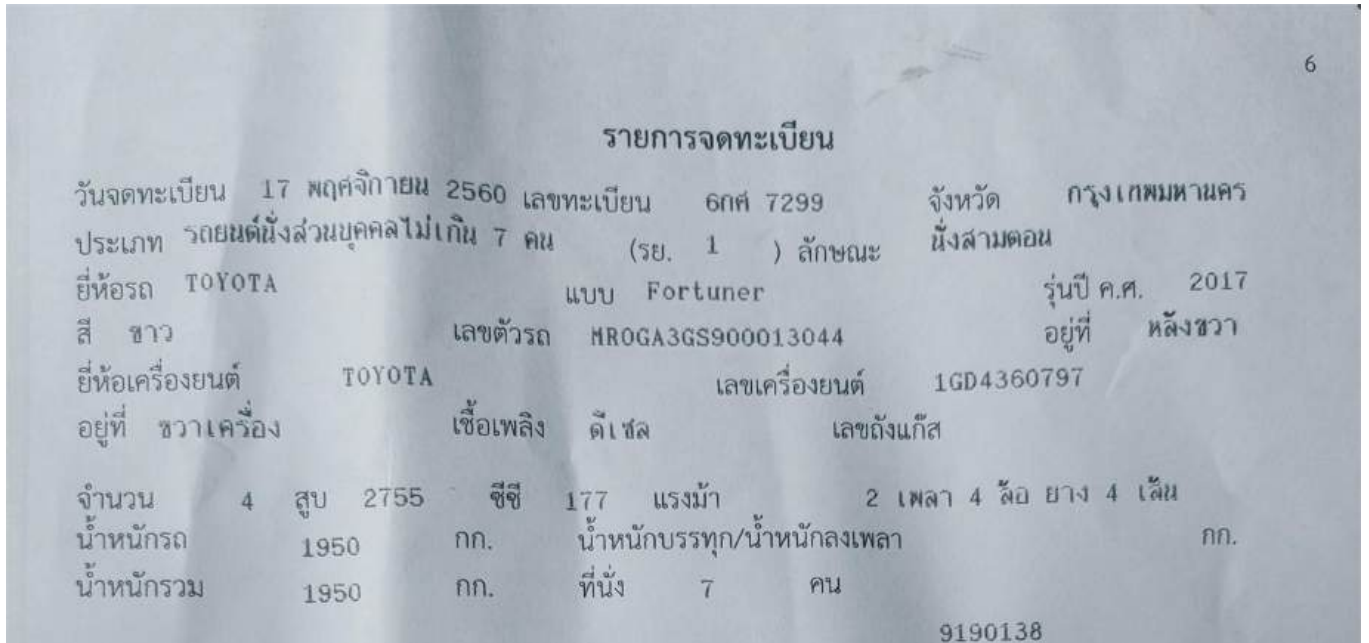 6
รายการจดทะเบียน
วันจดทะเบียน 17 พฤศจิกายน 2560 เลขทะเบียน 6กศ 7299 จังหวัด กรุงเทพมหานคร
ประเภท รถยนต์นั่งส่วนบุคคลไม่เกิน 7 คน (รย. 1 ) ลักษณะ นั่งสามตอน
ยี่ห้อรถ TOYOTA แบบ Fortuner รุ่นปี ค.ศ. 2017
สี ขาว เลขตัวรถ MR0GA3GS900013044 อยู่ที่ หลังขวา
ยี่ห้อเครื่องยนต์ TOYOTA เลขเครื่องยนต์ 1GD4360797
อยู่ที่ ขวาเครื่อง เชื้อเพลิง ดีเซล เลขถังแก๊ส
จำนวน 4 สูบ 2755 ซีซี 177 แรงม้า 2 เพลา 4 ล้อ ยาง 4 เส้น
น้ำหนักรถ 1950 กก. น้ำหนักบรรทุก/น้ำหนักลงเพลา กก.
น้ำหนักรวม 1950 กก. ที่นั่ง 7 คน
9190138